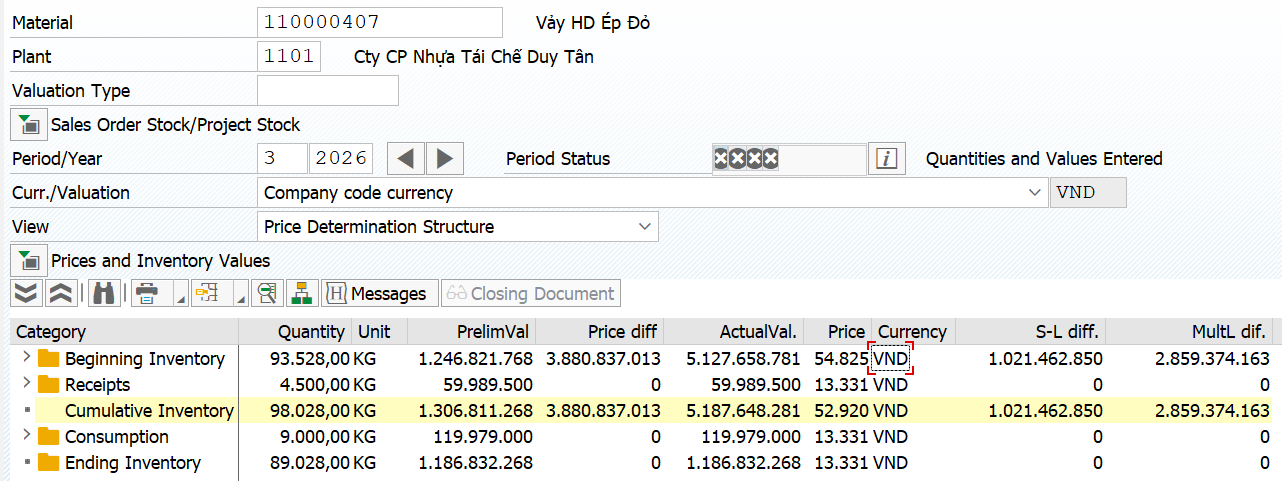 Material 110000407 Vảy HD Ép Đỏ
Plant 1101 Cty CP Nhựa Tái Chế Duy Tân
Valuation Type
Sales Order Stock/Project Stock
Period/Year 3 2026 Period Status Quantities and Values Entered
Curr./Valuation Company code currency VND
View Price Determination Structure
Prices and Inventory Values
Messages Closing Document
Category Quantity Unit PrelimVal Price diff ActualVal. Price Currency S-L diff. MultL dif.
Beginning Inventory 93.528,00 KG 1.246.821.768 3.880.837.013 5.127.658.781 54.825 VND 1.021.462.850 2.859.374.163
Receipts 4.500,00 KG 59.989.500 0 59.989.500 13.331 VND 0 0
Cumulative Inventory 98.028,00 KG 1.306.811.268 3.880.837.013 5.187.648.281 52.920 VND 1.021.462.850 2.859.374.163
Consumption 9.000,00 KG 119.979.000 0 119.979.000 13.331 VND 0 0
Ending Inventory 89.028,00 KG 1.186.832.268 0 1.186.832.268 13.331 VND 0 0